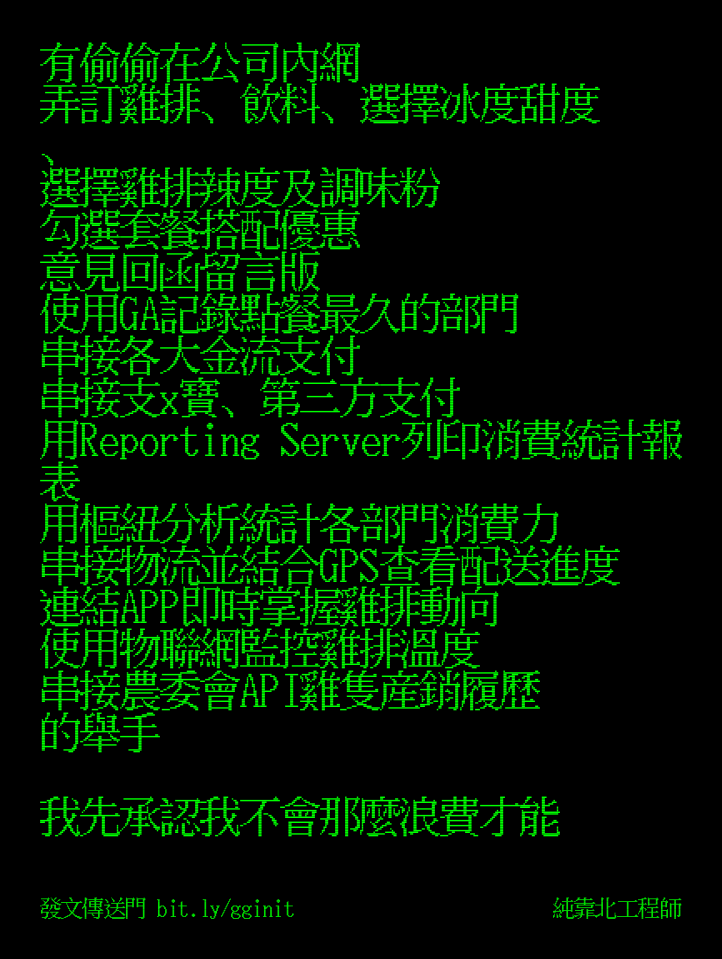 有偷偷在公司內網
弄訂雞排、飲料、選擇冰度甜度
、
選擇雞排辣度及調味粉
勾選套餐搭配優惠
意見回函留言版
使用GA記錄點餐最久的部門
串接各大金流支付
串接支x寶、第三方支付
用Reporting Server列印消費統計報
表
用樞紐分析統計各部門消費力
串接物流並結合GPS查看配送進度
連結APP即時掌握雞排動向
使用物聯網監控雞排溫度
串接農委會API雞隻產銷履歷
的舉手
我先承認我不會那麼浪費才能
發文傳送門 bit.ly/gginit
純靠北工程師